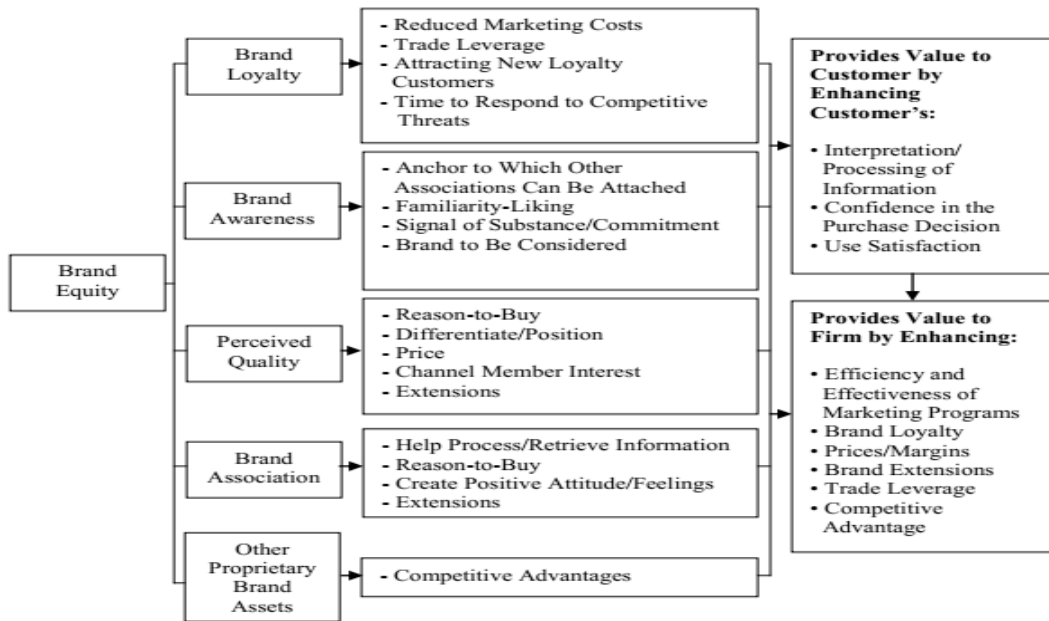 Brand
Equity
Brand
Loyalty
- Reduced Marketing Costs
- Trade Leverage
- Attracting New Loyalty
Customers
- Time to Respond to Competitive
Threats
Brand
Awareness
- Anchor to Which Other
Associations Can Be Attached
- Familiarity-Liking
- Signal of Substance/Commitment
- Brand to Be Considered
Perceived
Quality
- Reason-to-Buy
- Differentiate/Position
- Price
- Channel Member Interest
- Extensions
Brand
Association
- Help Process/Retrieve Information
- Reason-to-Buy
- Create Positive Attitude/Feelings
- Extensions
Other
Proprietary
Brand
Assets
- Competitive Advantages
Provides Value to
Customer by
Enhancing
Customer's:
• Interpretation/
Processing of
Information
• Confidence in the
Purchase Decision
• Use Satisfaction
Provides Value to
Firm by Enhancing:
• Efficiency and
Effectiveness of
Marketing Programs
• Brand Loyalty
• Prices/Margins
• Brand Extensions
• Trade Leverage
• Competitive
Advantage